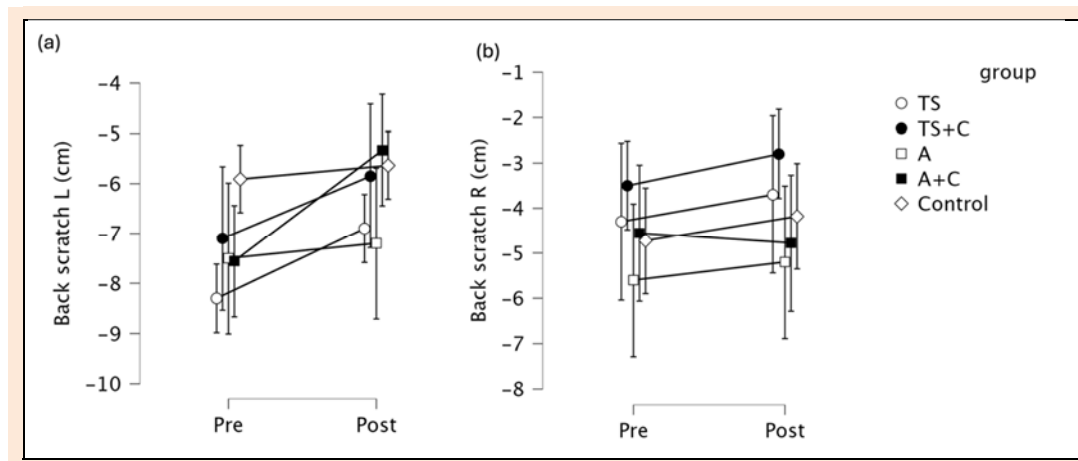 (a)
Back scratch L (cm)
−4
−5
−6
−7
−8
−9
−10
Pre Post
(b)
Back scratch R (cm)
−1
−2
−3
−4
−5
−6
−7
−8
Pre Post
group
TS
TS+C
A
A+C
Control